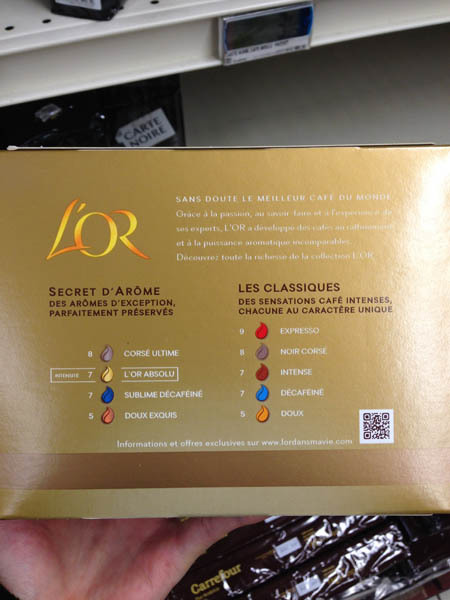 CARTE
NOIRE
L'OR
SANS DOUTE LE MEILLEUR CAFÉ DU MONDE
Grâce à la passion, au savoir-faire et à l'expérience de
ses experts, L'OR a développé des cafés au raffinement
et à la puissance aromatique incomparables.
Découvrez toute la richesse de la collection L'OR.
SECRET D'ARÔME
DES ARÔMES D'EXCEPTION,
PARFAITEMENT PRÉSERVÉS
8 CORSÉ ULTIME
INTENSITÉ 7 L'OR ABSOLU
7 SUBLIME DÉCAFÉINÉ
5 DOUX EXQUIS
LES CLASSIQUES
DES SENSATIONS CAFÉ INTENSES,
CHACUNE AU CARACTÈRE UNIQUE
9 EXPRESSO
8 NOIR CORSÉ
7 INTENSE
7 DÉCAFÉINÉ
5 DOUX
Informations et offres exclusives sur www.lordansmavie.com
Carrefour